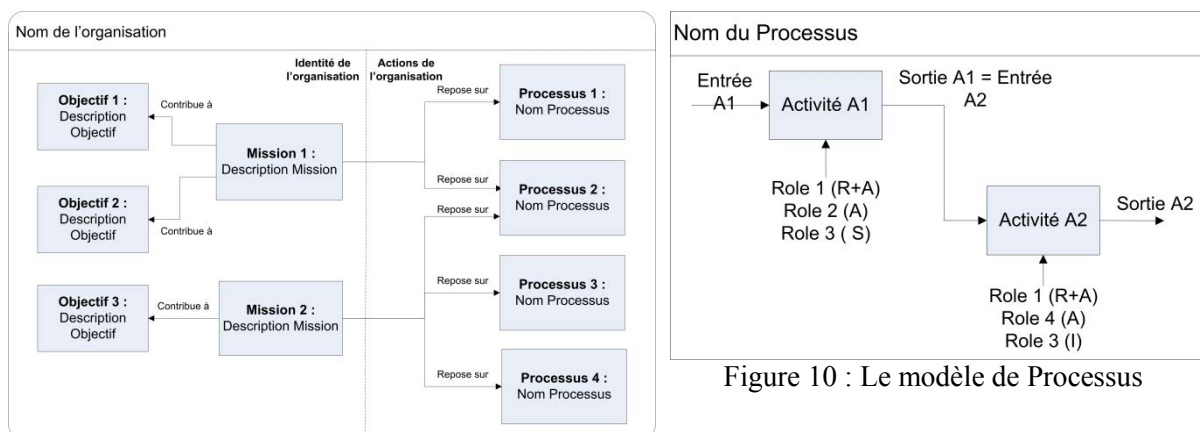 Nom de l'organisation
Identité de
l'organisation
Actions de
l'organisation
Objectif 1 :
Description
Objectif
Contribue à
Mission 1 :
Description Mission
Objectif 2 :
Description
Objectif
Contribue à
Objectif 3 :
Description
Objectif
Contribue à
Mission 2 :
Description Mission
Repose sur
Processus 1 :
Nom Processus
Repose sur
Repose sur
Processus 2 :
Nom Processus
Repose sur
Processus 3 :
Nom Processus
Repose sur
Processus 4 :
Nom Processus
Nom du Processus
Entrée
A1
Activité A1
Sortie A1 = Entrée
A2
Role 1 (R+A)
Role 2 (A)
Role 3 ( S)
Activité A2
Sortie A2
Role 1 (R+A)
Role 4 (A)
Role 3 (I)
Figure 10 : Le modèle de Processus